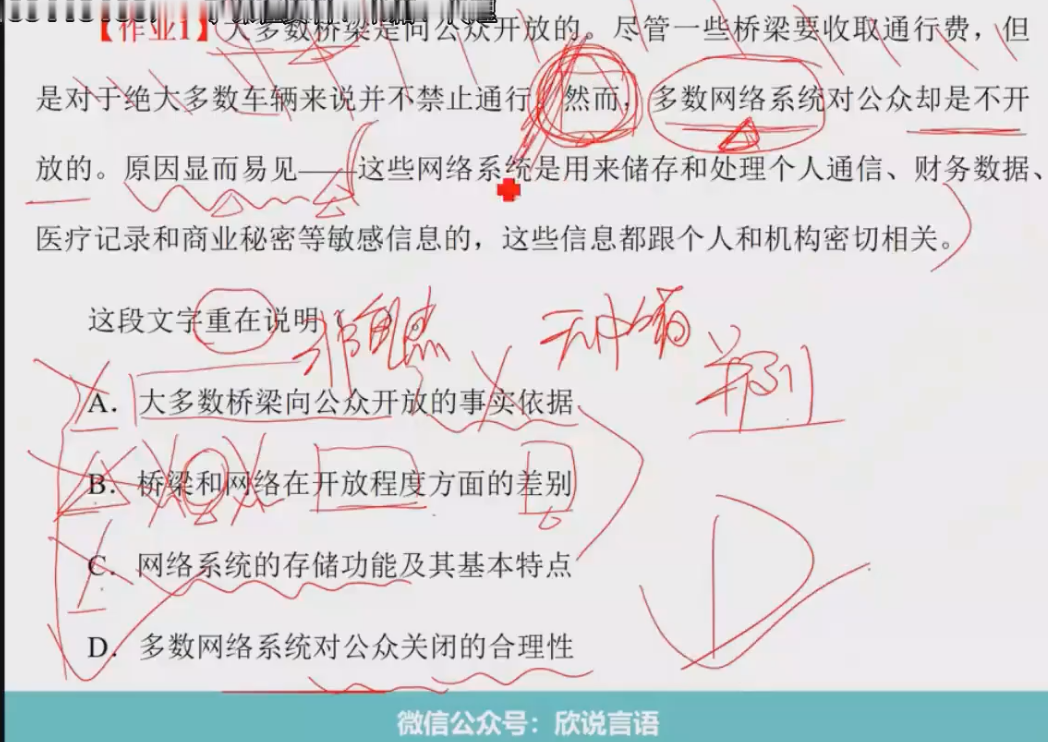 【作业1】大多数桥梁是向公众开放的。尽管一些桥梁要收取通行费，但
是对于绝大多数车辆来说并不禁止通行。然而，多数网络系统对公众却是不开
放的。原因显而易见——这些网络系统是用来储存和处理个人通信、财务数据、
医疗记录和商业秘密等敏感信息的，这些信息都跟个人和机构密切相关。
这段文字重在说明（
A．大多数桥梁向公众开放的事实依据
B．桥梁和网络在开放程度方面的差别
C．网络系统的存储功能及其基本特点
D．多数网络系统对公众关闭的合理性
D
微信公众号：欣说言语